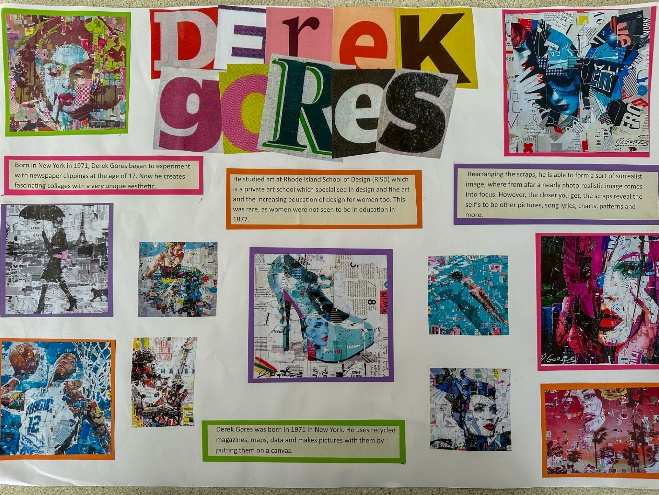 Derek
Gores
Born in New York in 1971, Derek Gores began to experiment
with newspaper clippings at the age of 17. Now he creates
fascinating collages with a very unique aesthetic.
He studied art at Rhode Island School of Design (RISD) which
is a private art school which specialised in design and fine art
and the increasing education of design for women too. This
was rare, as women were not seen to be in education in
1877.
Rearranging the scraps, he is able to form a sort of surrealist
image, where from afar a nearly photo realistic image comes
into focus. However, the closer you get, the scraps reveal the
self's to be other pictures, song lyrics, charts, patterns and
more.
12
D.GORES
Derek Gores was born in 1971 in New York. He uses recycled
magazines, maps, data and makes pictures with them by
putting them on a canvas.